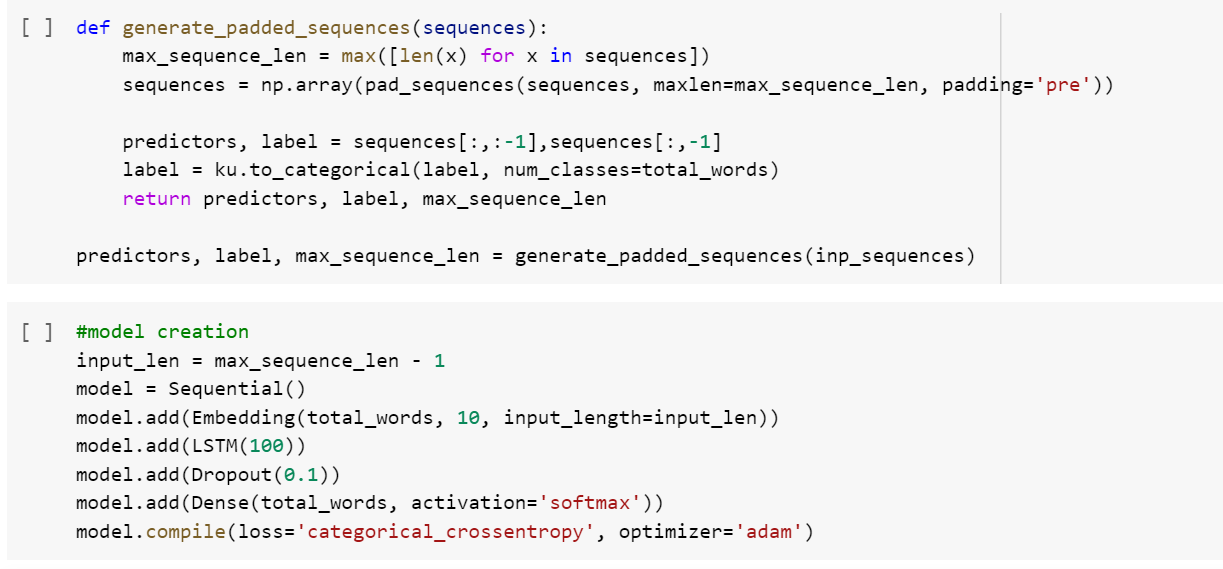 [ ] def generate_padded_sequences(sequences):
max_sequence_len = max([len(x) for x in sequences])
sequences = np.array(pad_sequences(sequences, maxlen=max_sequence_len, padding='pre'))
predictors, label = sequences[:,:-1],sequences[:,-1]
label = ku.to_categorical(label, num_classes=total_words)
return predictors, label, max_sequence_len
predictors, label, max_sequence_len = generate_padded_sequences(inp_sequences)
[ ] #model creation
input_len = max_sequence_len - 1
model = Sequential()
model.add(Embedding(total_words, 10, input_length=input_len))
model.add(LSTM(100))
model.add(Dropout(0.1))
model.add(Dense(total_words, activation='softmax'))
model.compile(loss='categorical_crossentropy', optimizer='adam')